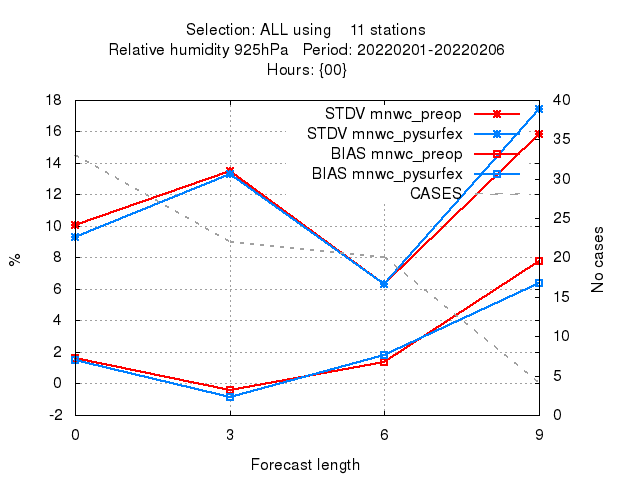 Selection: ALL using 11 stations
Relative humidity 925hPa Period: 20220201-20220206
Hours: {00}
STDV mnwc_preop
STDV mnwc_pysurfex
BIAS mnwc_preop
BIAS mnwc_pysurfex
CASES
18
16
14
12
10
8
6
4
2
0
-2
%
40
35
30
25
20
15
10
5
0
No cases
0 3 6 9
Forecast length